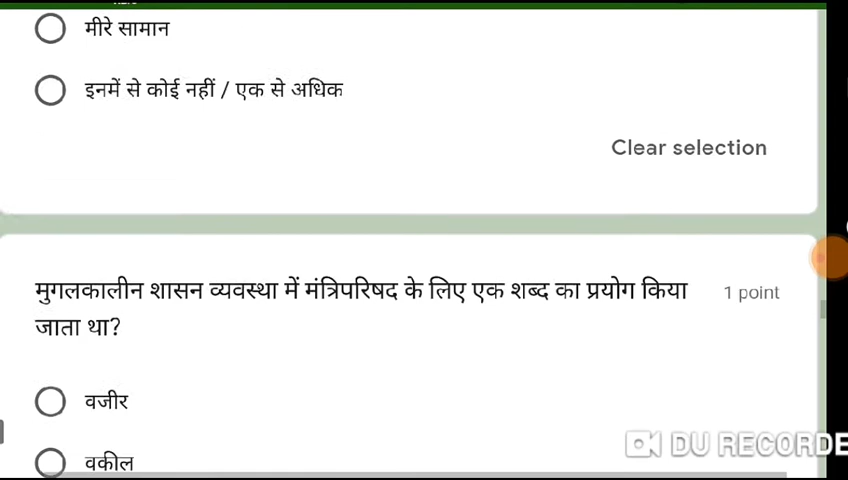 मीरे सामान
इनमें से कोई नहीं / एक से अधिक
Clear selection
मुगलकालीन शासन व्यवस्था में मंत्रिपरिषद के लिए एक शब्द का प्रयोग किया
जाता था?
1 point
वजीर
वकील
DU RECORDE